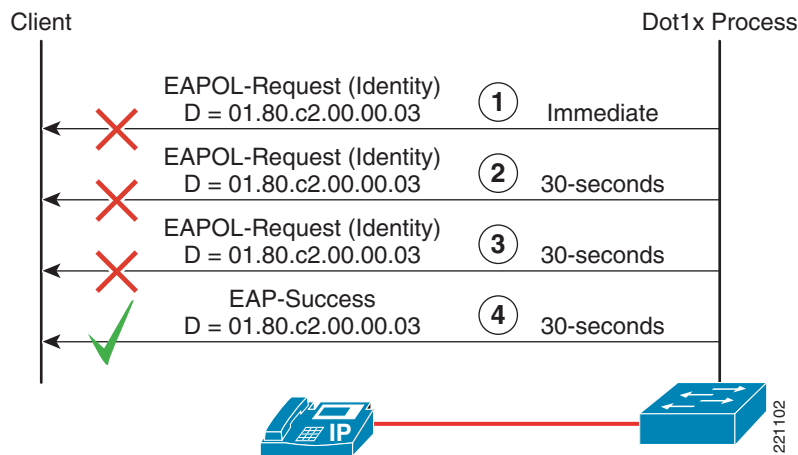 Client
Dot1x Process
EAPOL-Request (Identity)
D = 01.80.c2.00.00.03
1
Immediate
EAPOL-Request (Identity)
D = 01.80.c2.00.00.03
2
30-seconds
EAPOL-Request (Identity)
D = 01.80.c2.00.00.03
3
30-seconds
EAP-Success
D = 01.80.c2.00.00.03
4
30-seconds
IP
221102